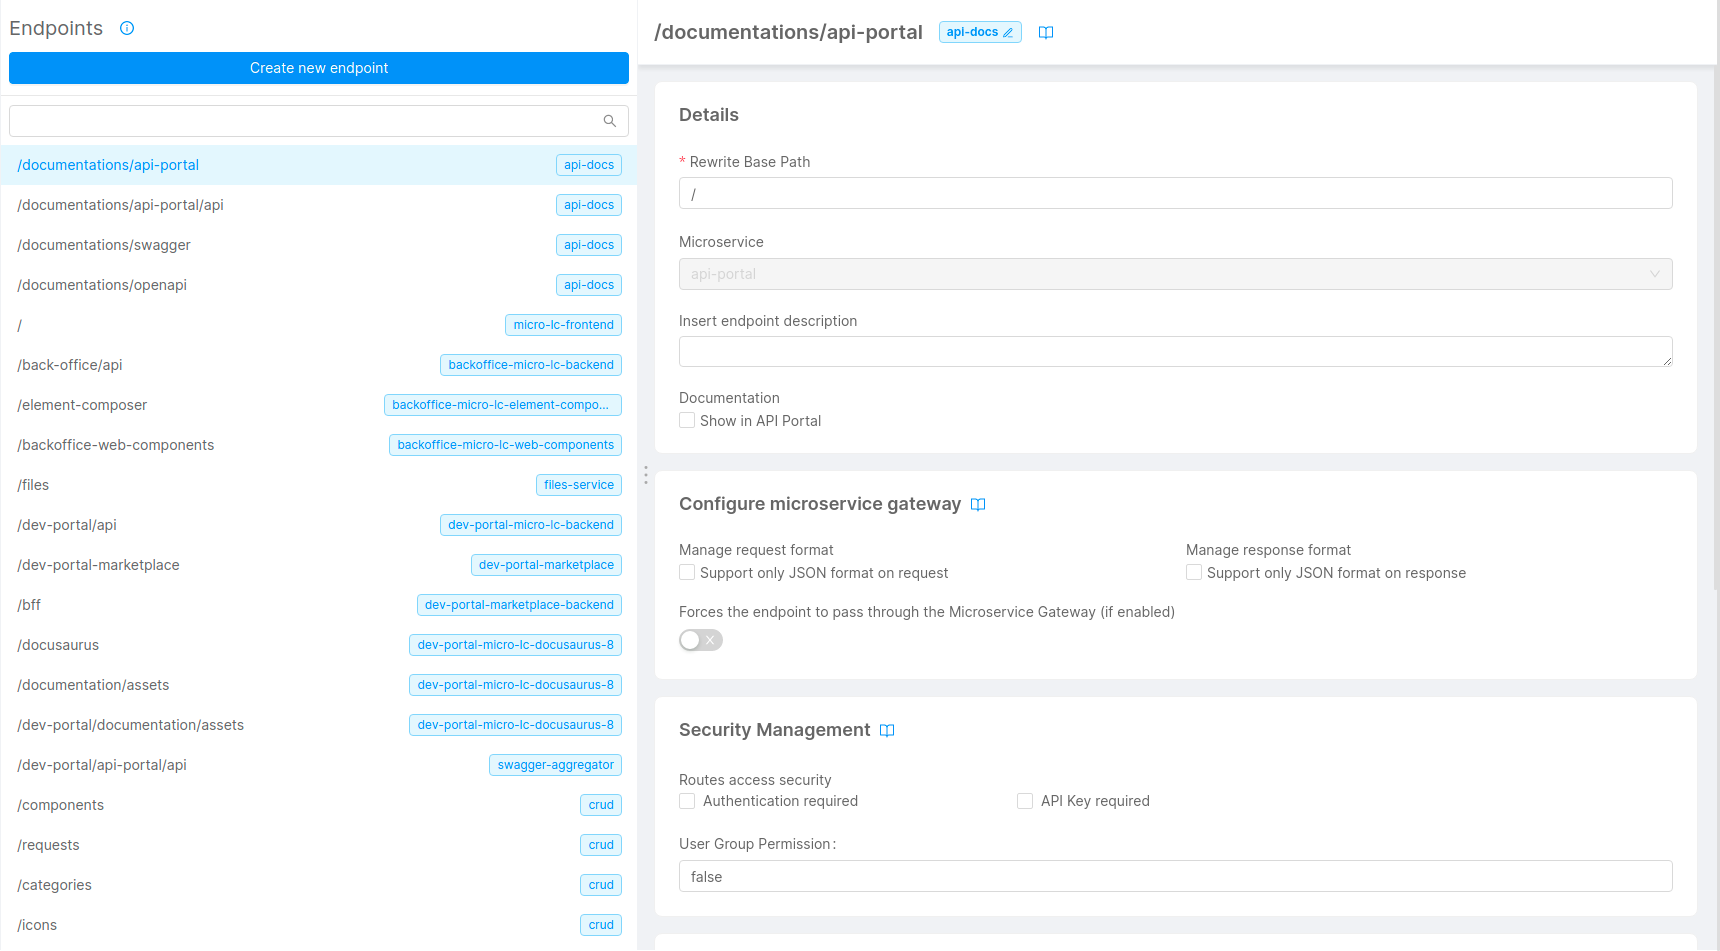 Endpoints
Create new endpoint
/documentations/api-portal api-docs
/documentations/api-portal/api api-docs
/documentations/swagger api-docs
/documentations/openapi api-docs
/ micro-lc-frontend
/back-office/api backoffice-micro-lc-backend
/element-composer backoffice-micro-lc-element-compo...
/backoffice-web-components backoffice-micro-lc-web-components
/files files-service
/dev-portal/api dev-portal-micro-lc-backend
/dev-portal-marketplace dev-portal-marketplace
/bff dev-portal-marketplace-backend
/docusaurus dev-portal-micro-lc-docusaurus-8
/documentation/assets dev-portal-micro-lc-docusaurus-8
/dev-portal/documentation/assets dev-portal-micro-lc-docusaurus-8
/dev-portal/api-portal/api swagger-aggregator
/components crud
/requests crud
/categories crud
/icons crud
/documentations/api-portal api-docs
Details
* Rewrite Base Path
/
Microservice
api-portal
Insert endpoint description
Documentation
Show in API Portal
Configure microservice gateway
Manage request format Manage response format
Support only JSON format on request Support only JSON format on response
Forces the endpoint to pass through the Microservice Gateway (if enabled)
Security Management
Routes access security
Authentication required API Key required
User Group Permission:
false